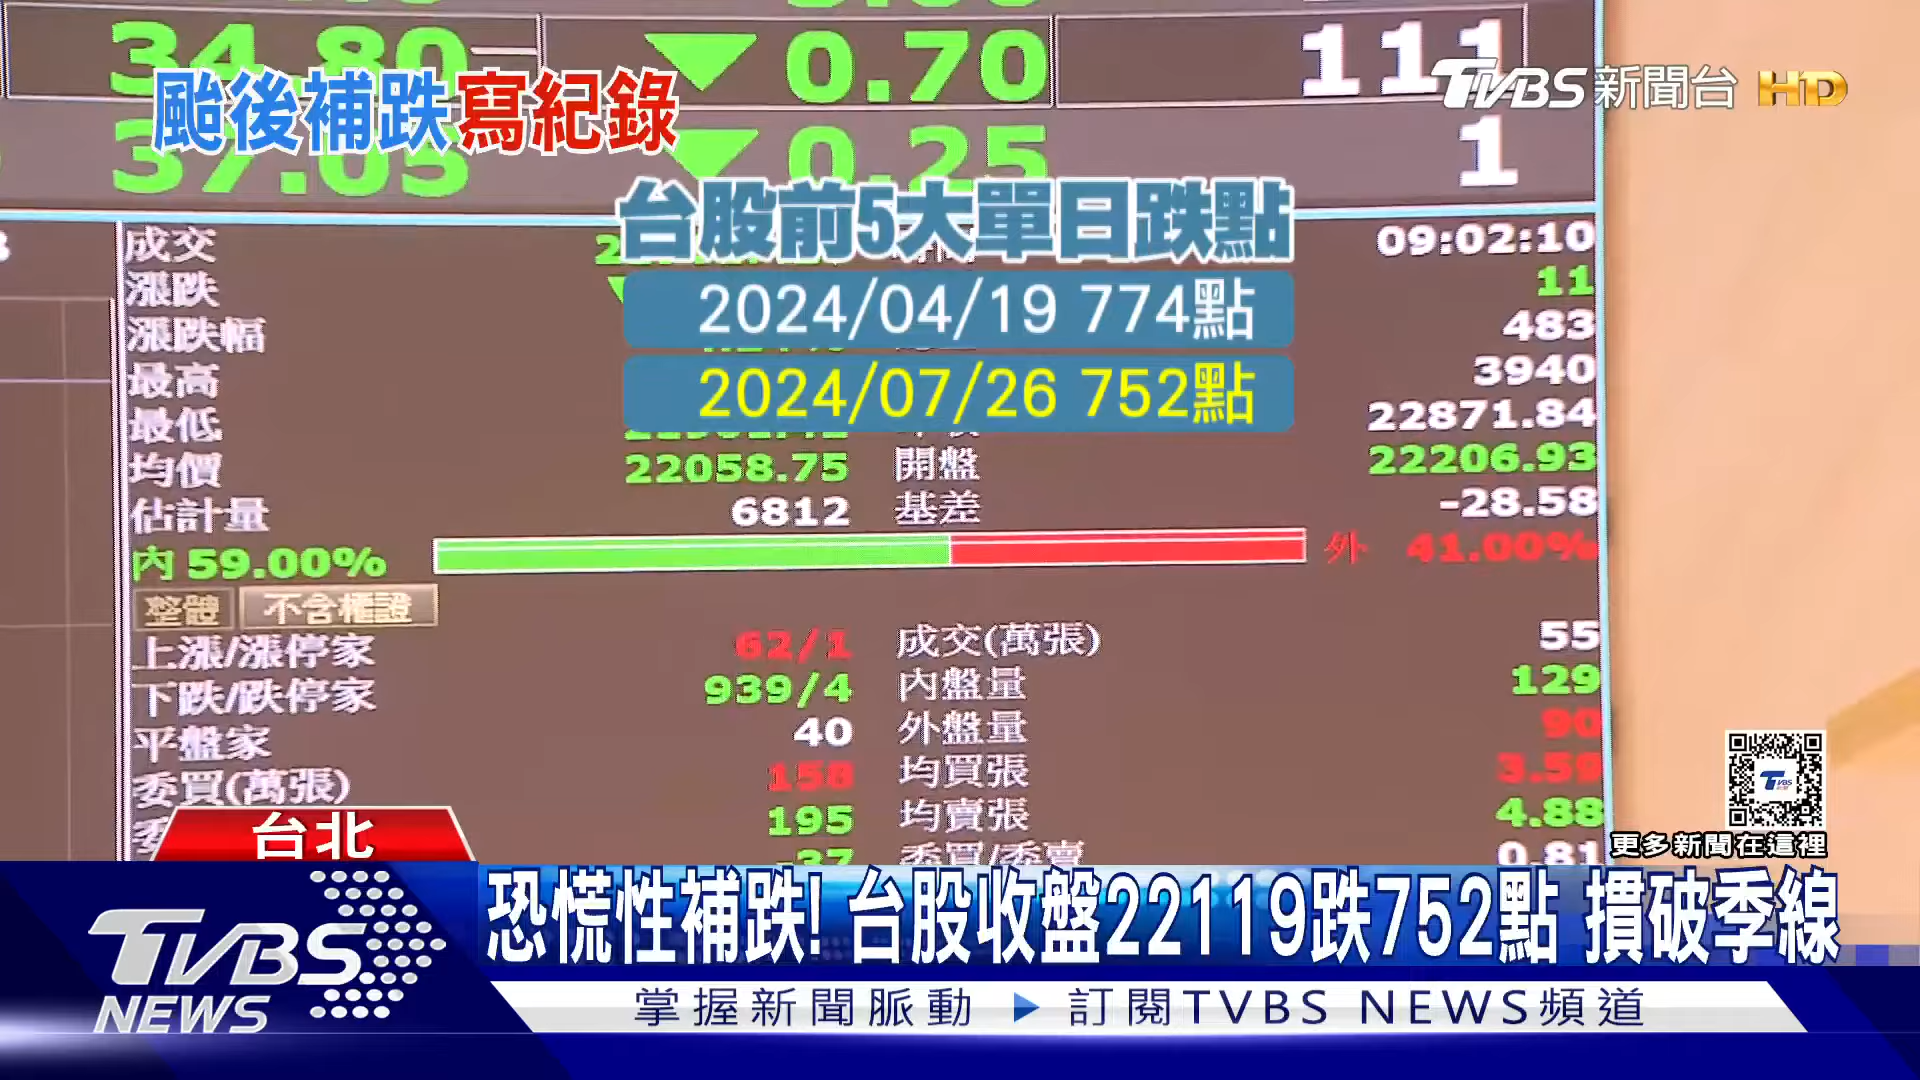 34.80 ▼0.70 111
TVBS新聞台 HD
颱後補跌寫紀錄
37.05 ▼0.25 1
台股前5大單日跌點
2024/04/19 774點
2024/07/26 752點
成交 09:02:10
漲跌 11
漲跌幅 483
最高 3940
最低 22871.84
均價 22058.75 開盤 22206.93
估計量 6812 基差 -28.58
內 59.00% 外 41.00%
整體 不含權證
上漲/漲停家 62/1 成交(萬張) 55
下跌/跌停家 939/4 內盤量 129
平盤家 40 外盤量 90
委買(萬張) 158 均買張 3.59
195 均賣張 4.88
-37 委買/委賣 0.81
TVBS
更多新聞在這裡
台北
恐慌性補跌! 台股收盤22119跌752點 摜破季線
TVBS NEWS
掌握新聞脈動 ▶ 訂閱TVBS NEWS頻道